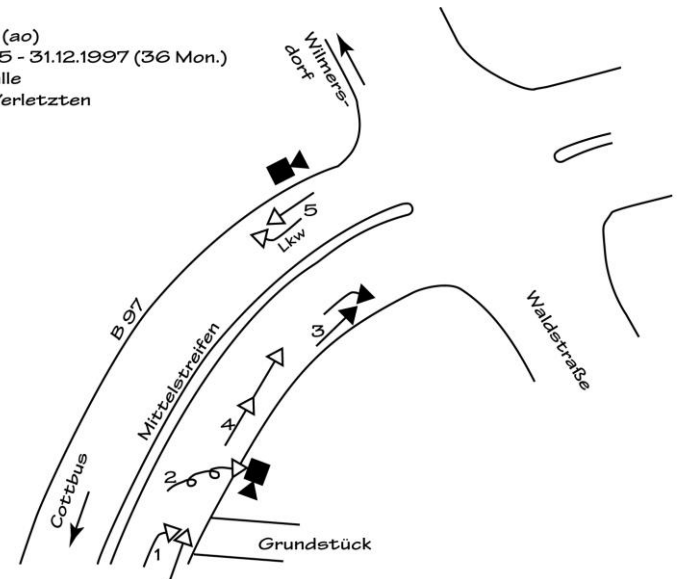 (ao)
5 - 31.12.1997 (36 Mon.)
lle
erletzten
Wilmers-
dorf
5
Lkw
B 97
Mittelstreifen
3
Waldstraße
4
2
Cottbus
1
Grundstück